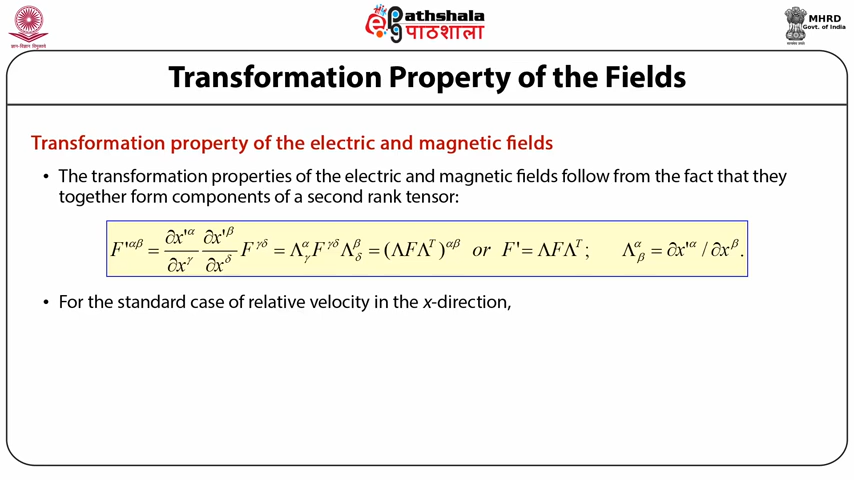 ePathshala
पाठशाला
MHRD
Govt. of India
Transformation Property of the Fields
Transformation property of the electric and magnetic fields
• The transformation properties of the electric and magnetic fields follow from the fact that they
together form components of a second rank tensor:
F'^{αβ} = ∂x'^α/∂x^γ ∂x'^β/∂x^δ F^{γδ} = Λ^α_γ F^{γδ} Λ^β_δ = (ΛFΛ^T)^{αβ} or F' = ΛFΛ^T; Λ^α_β = ∂x'^α / ∂x^β.
• For the standard case of relative velocity in the x-direction,